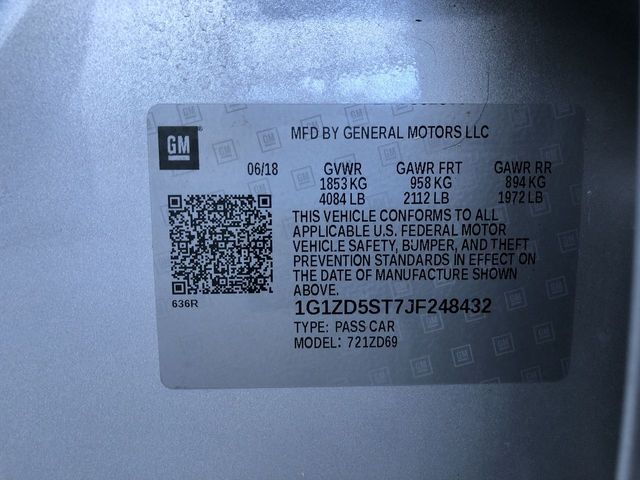 GM
MFD BY GENERAL MOTORS LLC
06/18 GVWR GAWR FRT GAWR RR
1853 KG 958 KG 894 KG
4084 LB 2112 LB 1972 LB
THIS VEHICLE CONFORMS TO ALL
APPLICABLE U.S. FEDERAL MOTOR
VEHICLE SAFETY, BUMPER, AND THEFT
PREVENTION STANDARDS IN EFFECT ON
THE DATE OF MANUFACTURE SHOWN
ABOVE.
636R
1G1ZD5ST7JF248432
TYPE: PASS CAR
MODEL: 721ZD69